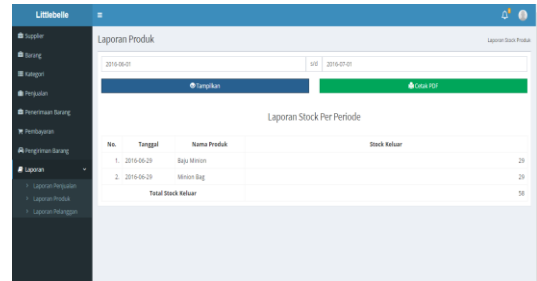 Littlebelle
Supplier
Barang
Kategori
Penjualan
Penerimaan Barang
Pembayaran
Pengiriman Barang
Laporan
Laporan Penjualan
Laporan Produk
Laporan Pelanggan
Laporan Produk
Laporan Stock Produk
2016-06-01 s/d 2016-07-01
Tampilkan Cetak PDF
Laporan Stock Per Periode
No. Tanggal Nama Produk Stock Keluar
1. 2016-06-29 Baju Minion 29
2. 2016-06-29 Minion Bag 29
Total Stock Keluar 58